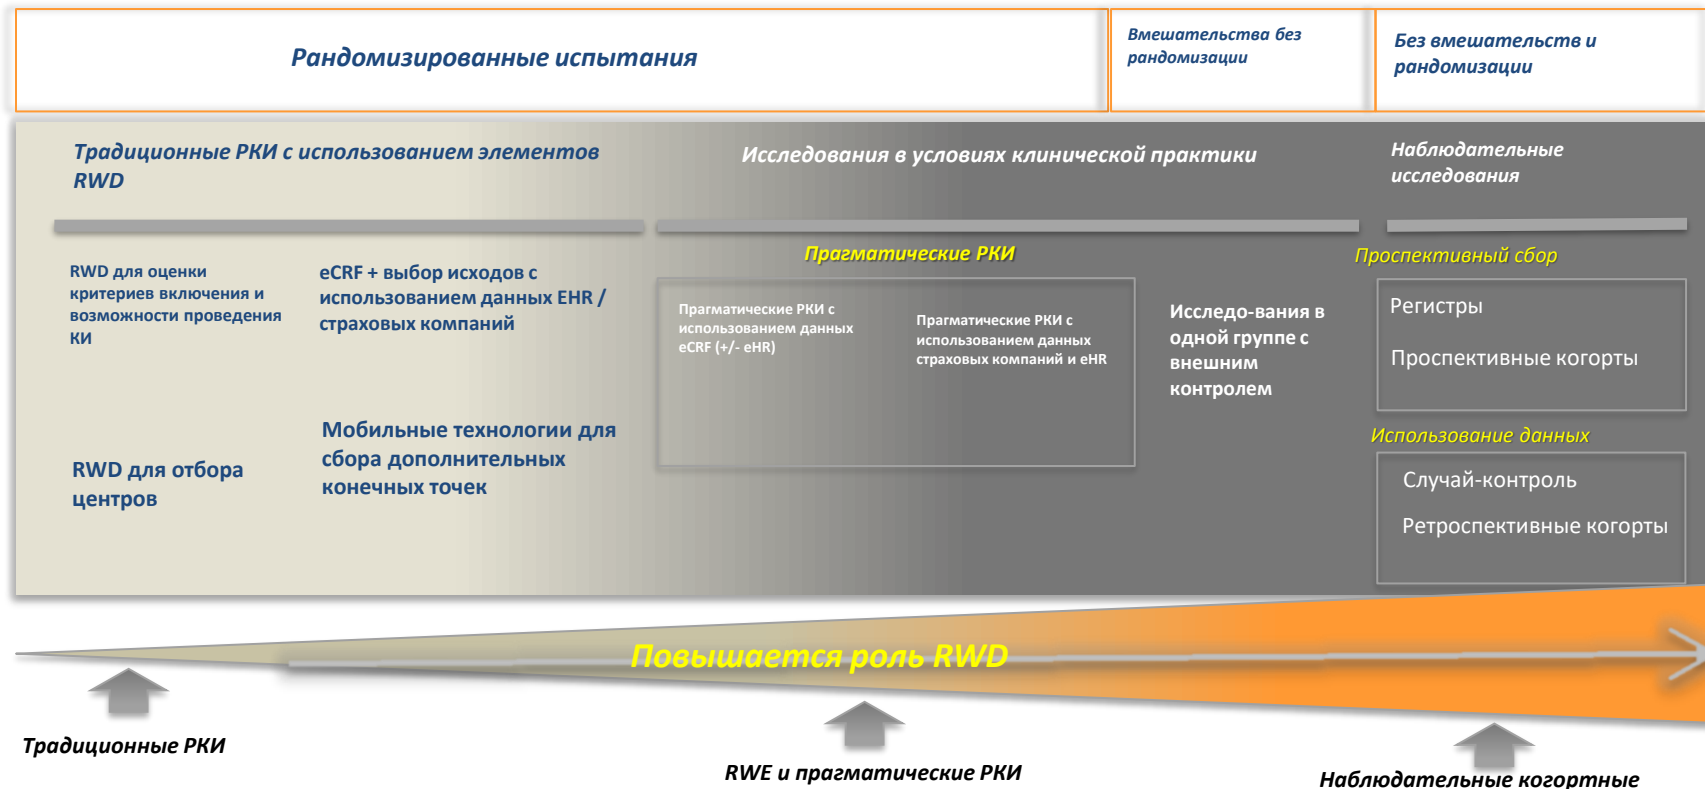 Рандомизированные испытания
Вмешательства без
рандомизации
Без вмешательств и
рандомизации
Традиционные РКИ с использованием элементов
RWD
Исследования в условиях клинической практики
Наблюдательные
исследования
RWD для оценки
критериев включения и
возможности проведения
КИ
eCRF + выбор исходов с
использованием данных EHR /
страховых компаний
RWD для отбора
центров
Мобильные технологии для
сбора дополнительных
конечных точек
Прагматические РКИ
Прагматические РКИ с
использованием данных
eCRF (+/- eHR)
Прагматические РКИ с
использованием данных
страховых компаний и eHR
Исследо-вания в
одной группе с
внешним
контролем
Проспективный сбор
Регистры
Проспективные когорты
Использование данных
Случай-контроль
Ретроспективные когорты
Повышается роль RWD
Традиционные РКИ
RWE и прагматические РКИ
Наблюдательные когортные